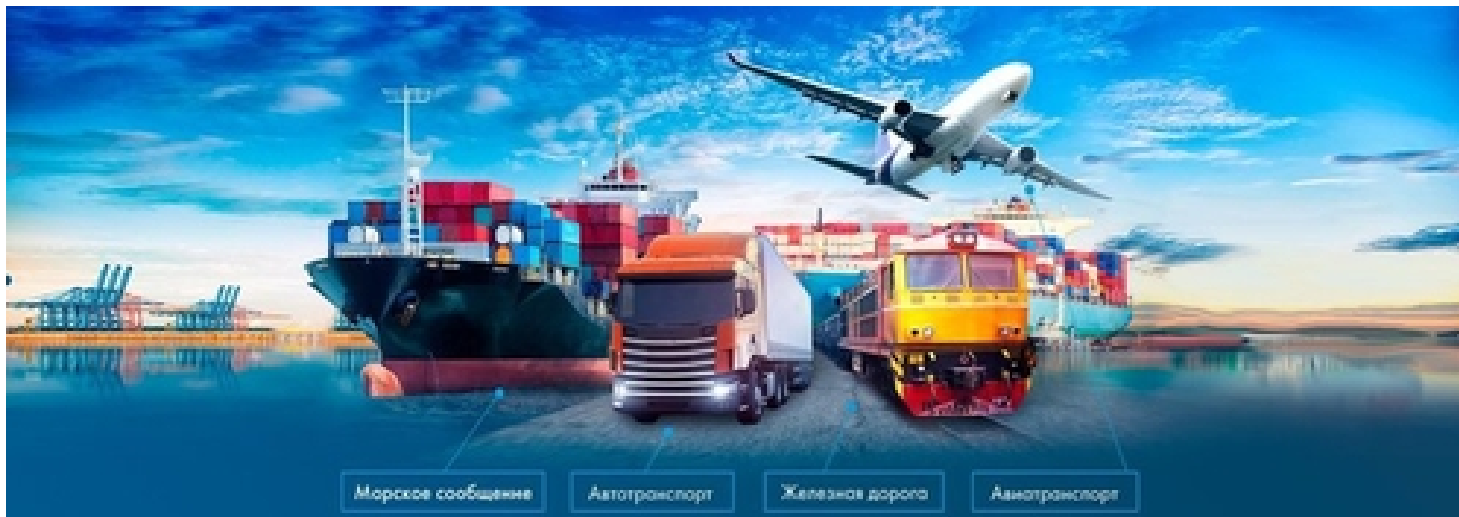 Морское сообщение
Автотранспорт
Железная дорога
Авиатранспорт